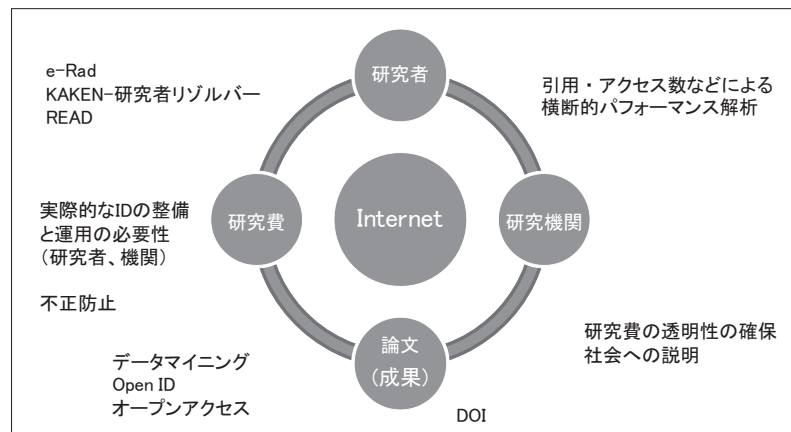 e-Rad
KAKEN-研究者リゾルバー
READ
研究者
引用・アクセス数などによる
横断的パフォーマンス解析
実際的なIDの整備
と運用の必要性
（研究者、機関）
不正防止
研究費
Internet
研究機関
データマイニング
Open ID
オープンアクセス
論文
（成果）
DOI
研究費の透明性の確保
社会への説明